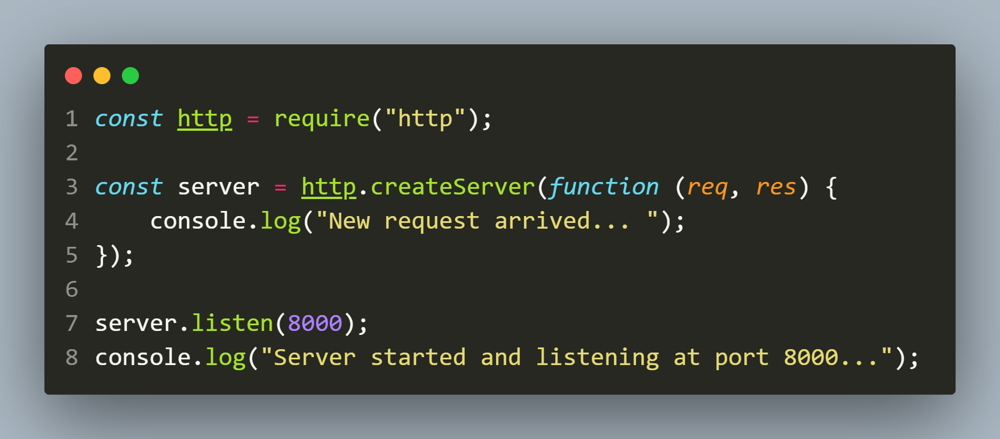 1 const http = require("http");
2
3 const server = http.createServer(function (req, res) {
4     console.log("New request arrived... ");
5 });
6
7 server.listen(8000);
8 console.log("Server started and listening at port 8000...");